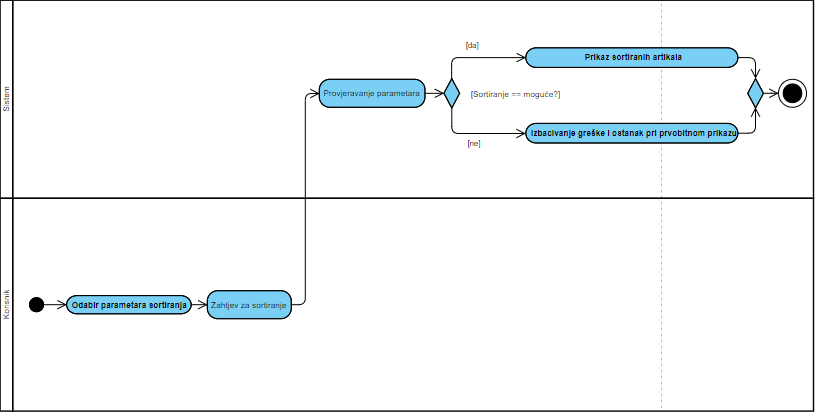 Sistem
[da]
Prikaz sortiranih artikala
Provjeravanje parametara
[Sortiranje == moguće?]
Izbacivanje greške i ostanak pri prvobitnom prikazu
[ne]
Korisnik
Odabir parametara sortiranja
Zahtjev za sortiranje